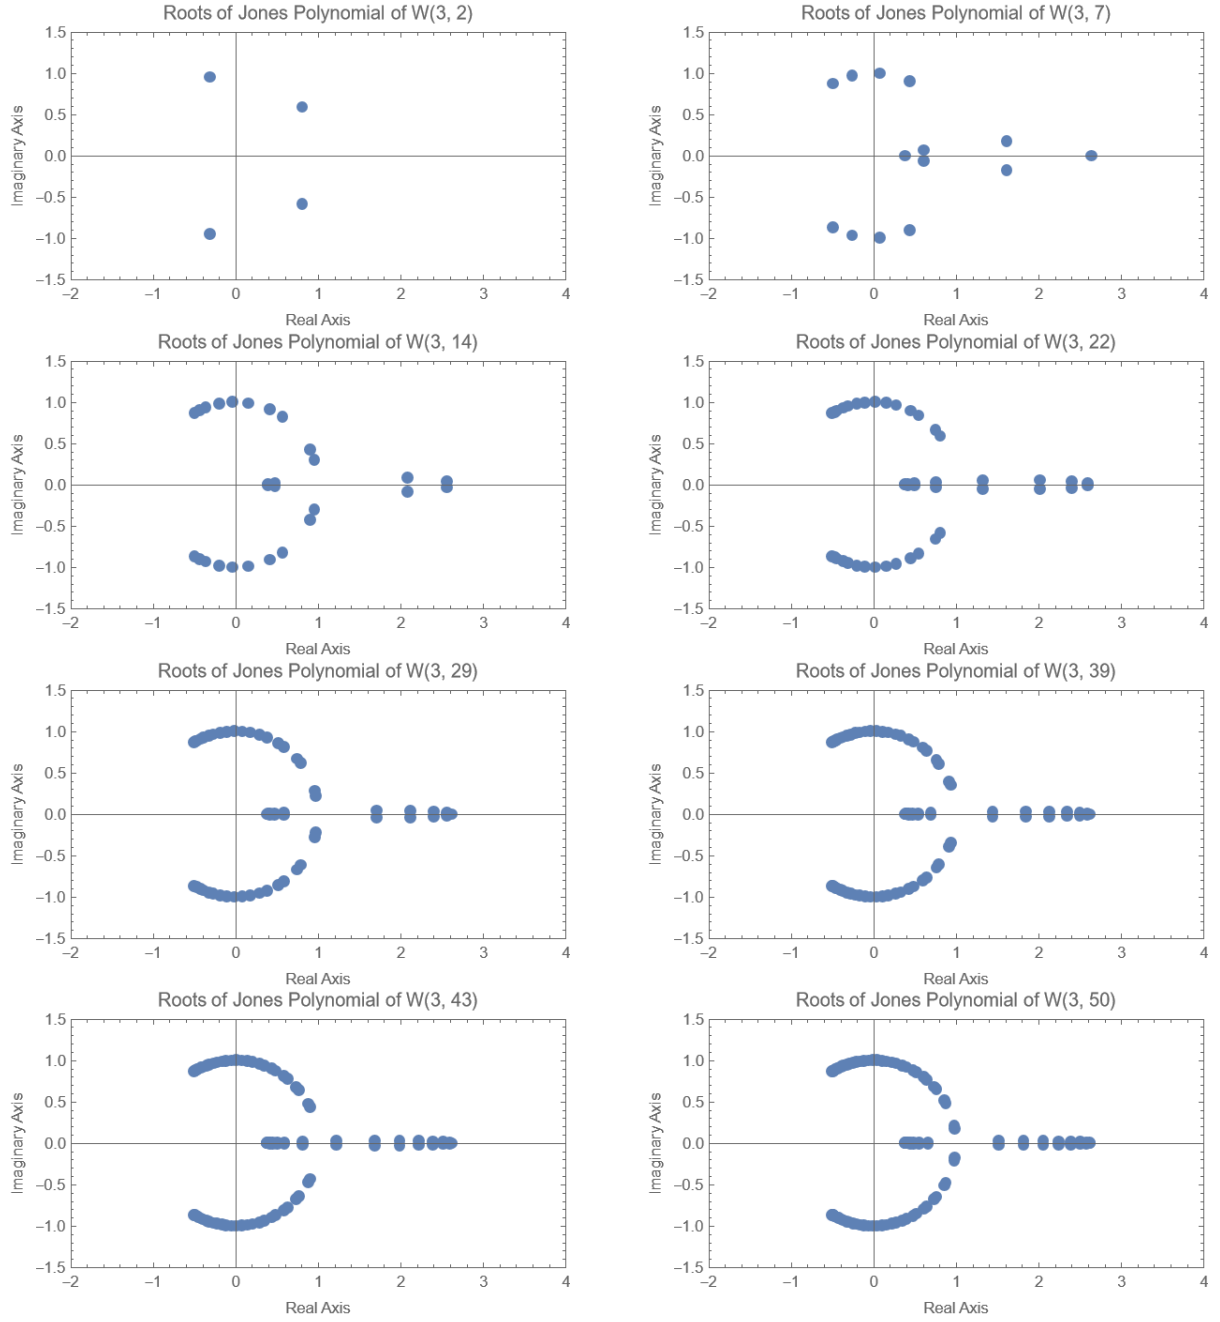 Roots of Jones Polynomial of W(3, 2)
1.5
1.0
0.5
0.0
−0.5
−1.0
−1.5
Imaginary Axis
−2 −1 0 1 2 3 4
Real Axis
Roots of Jones Polynomial of W(3, 7)
1.5
1.0
0.5
0.0
−0.5
−1.0
−1.5
Imaginary Axis
−2 −1 0 1 2 3 4
Real Axis
Roots of Jones Polynomial of W(3, 14)
1.5
1.0
0.5
0.0
−0.5
−1.0
−1.5
Imaginary Axis
−2 −1 0 1 2 3 4
Real Axis
Roots of Jones Polynomial of W(3, 22)
1.5
1.0
0.5
0.0
−0.5
−1.0
−1.5
Imaginary Axis
−2 −1 0 1 2 3 4
Real Axis
Roots of Jones Polynomial of W(3, 29)
1.5
1.0
0.5
0.0
−0.5
−1.0
−1.5
Imaginary Axis
−2 −1 0 1 2 3 4
Real Axis
Roots of Jones Polynomial of W(3, 39)
1.5
1.0
0.5
0.0
−0.5
−1.0
−1.5
Imaginary Axis
−2 −1 0 1 2 3 4
Real Axis
Roots of Jones Polynomial of W(3, 43)
1.5
1.0
0.5
0.0
−0.5
−1.0
−1.5
Imaginary Axis
−2 −1 0 1 2 3 4
Real Axis
Roots of Jones Polynomial of W(3, 50)
1.5
1.0
0.5
0.0
−0.5
−1.0
−1.5
Imaginary Axis
−2 −1 0 1 2 3 4
Real Axis